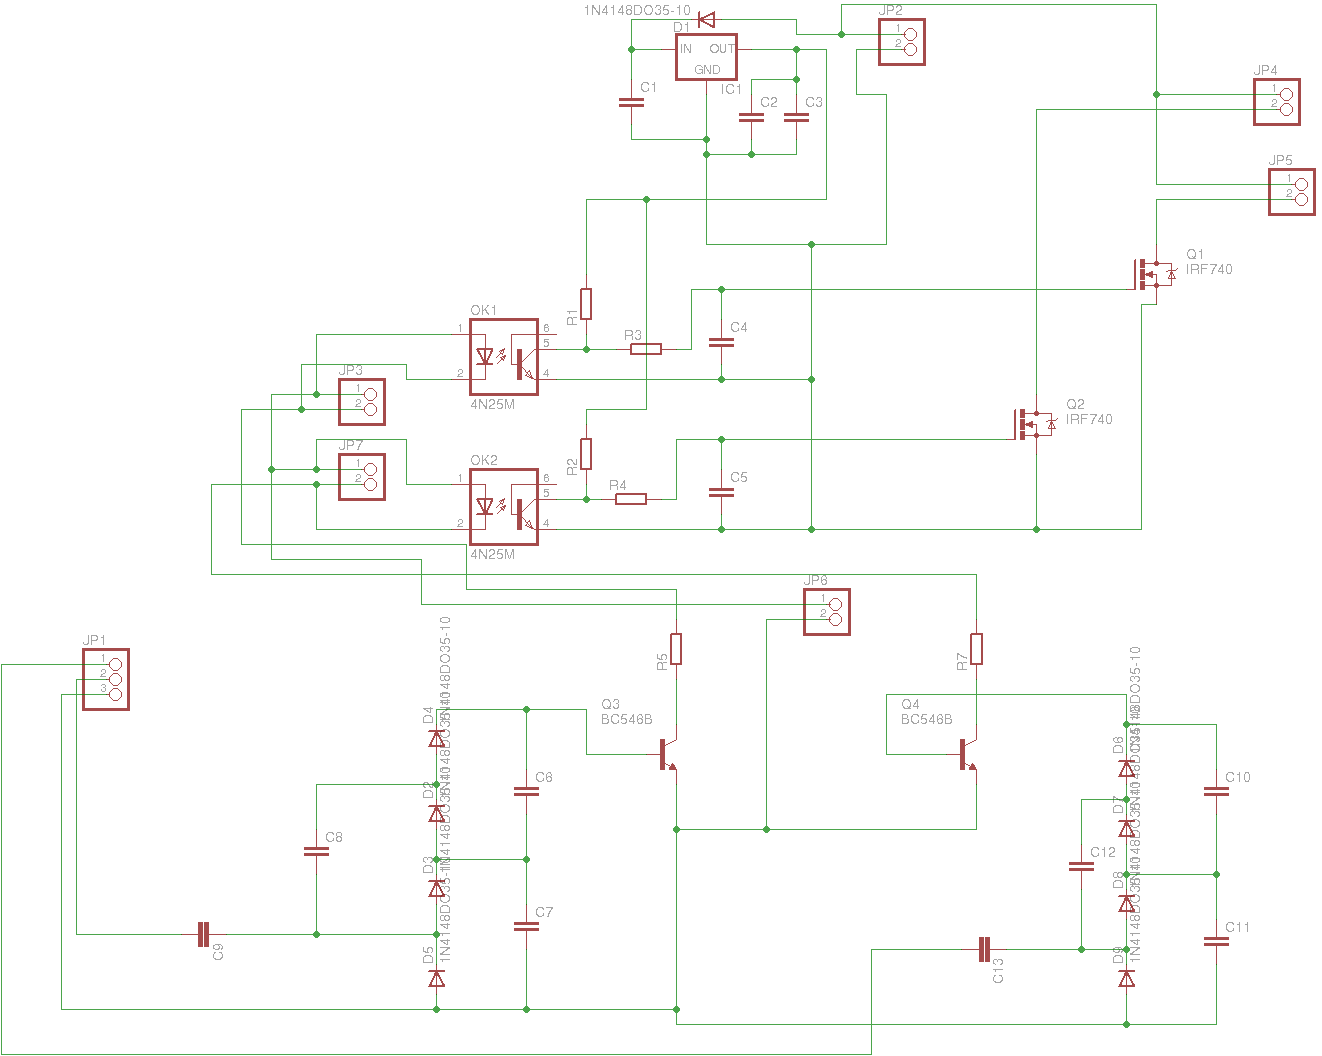 1N4148DO35-10
D1
JP2
1
2
IN
OUT
GND
IC1
C1
C2
C3
JP4
1
2
JP5
1
2
Q1
IRF740
OK1
1
2
6
5
4
4N25M
R1
R3
C4
JP3
1
2
Q2
IRF740
JP7
1
2
OK2
1
2
6
5
4
4N25M
R2
R4
C5
JP6
1
2
JP1
1
2
3
R5
R7
Q3
BC546B
Q4
BC546B
D4
1N4148DO35-10
D2
D3
D5
1N4148DO35-10
C6
C7
C8
C9
D6
D7
D8
D9
1N4148DO35-10
C10
C11
C12
C13